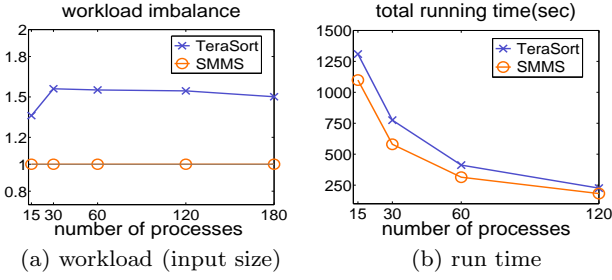 workload imbalance
2
1.5
1.2
1
0.8
TeraSort
SMMS
15 30 60 120 180
number of processes
(a) workload (input size)
total running time(sec)
1500
1250
1000
750
500
250
TeraSort
SMMS
15 30 60 120
number of processes
(b) run time